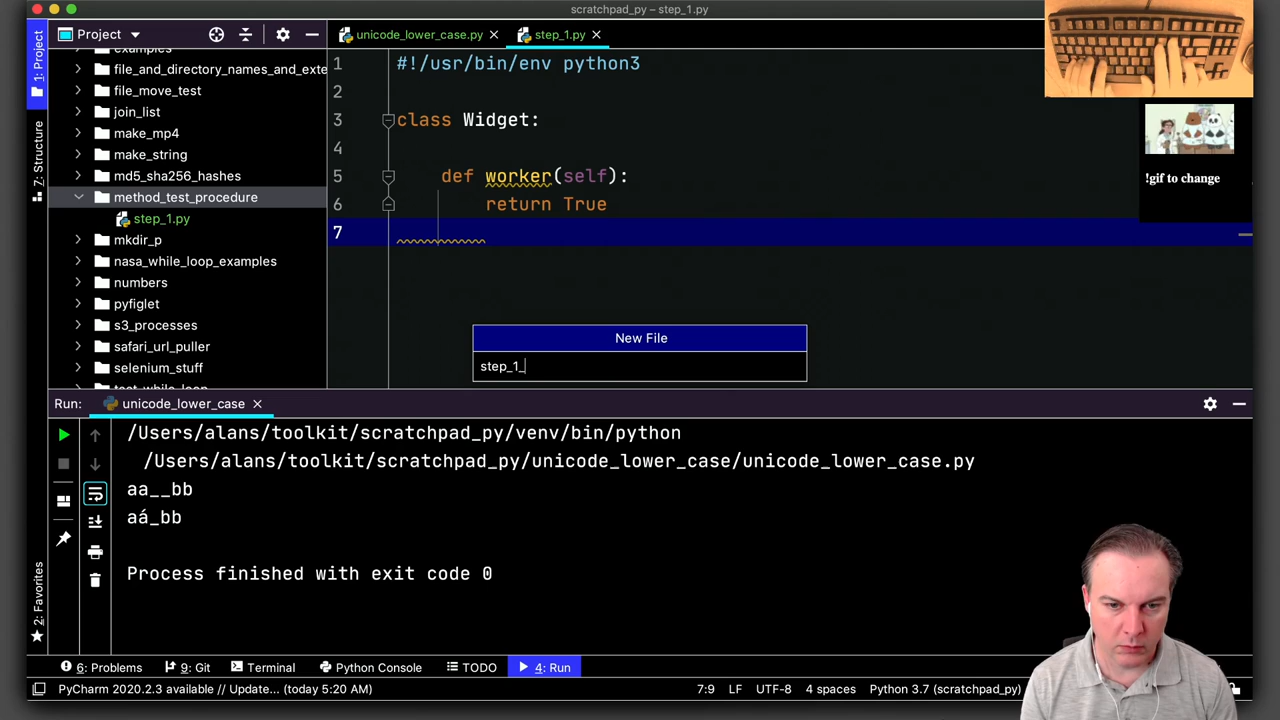 scratchpad_py – step_1.py
1: Project
Project
unicode_lower_case.py
step_1.py
!gif to change
examples
file_and_directory_names_and_exte
file_move_test
join_list
make_mp4
make_string
md5_sha256_hashes
method_test_procedure
step_1.py
mkdir_p
nasa_while_loop_examples
numbers
pyfiglet
s3_processes
safari_url_puller
selenium_stuff
test_while_loop
7: Structure
2: Favorites
1 #!/usr/bin/env python3
2
3 class Widget:
4
5 def worker(self):
6 return True
7
New File
step_1_
Run: unicode_lower_case
/Users/alans/toolkit/scratchpad_py/venv/bin/python
/Users/alans/toolkit/scratchpad_py/unicode_lower_case/unicode_lower_case.py
aa__bb
aá_bb
Process finished with exit code 0
6: Problems
9: Git
Terminal
Python Console
TODO
4: Run
PyCharm 2020.2.3 available // Update... (today 5:20 AM)
7:9 LF UTF-8 4 spaces Python 3.7 (scratchpad_py)